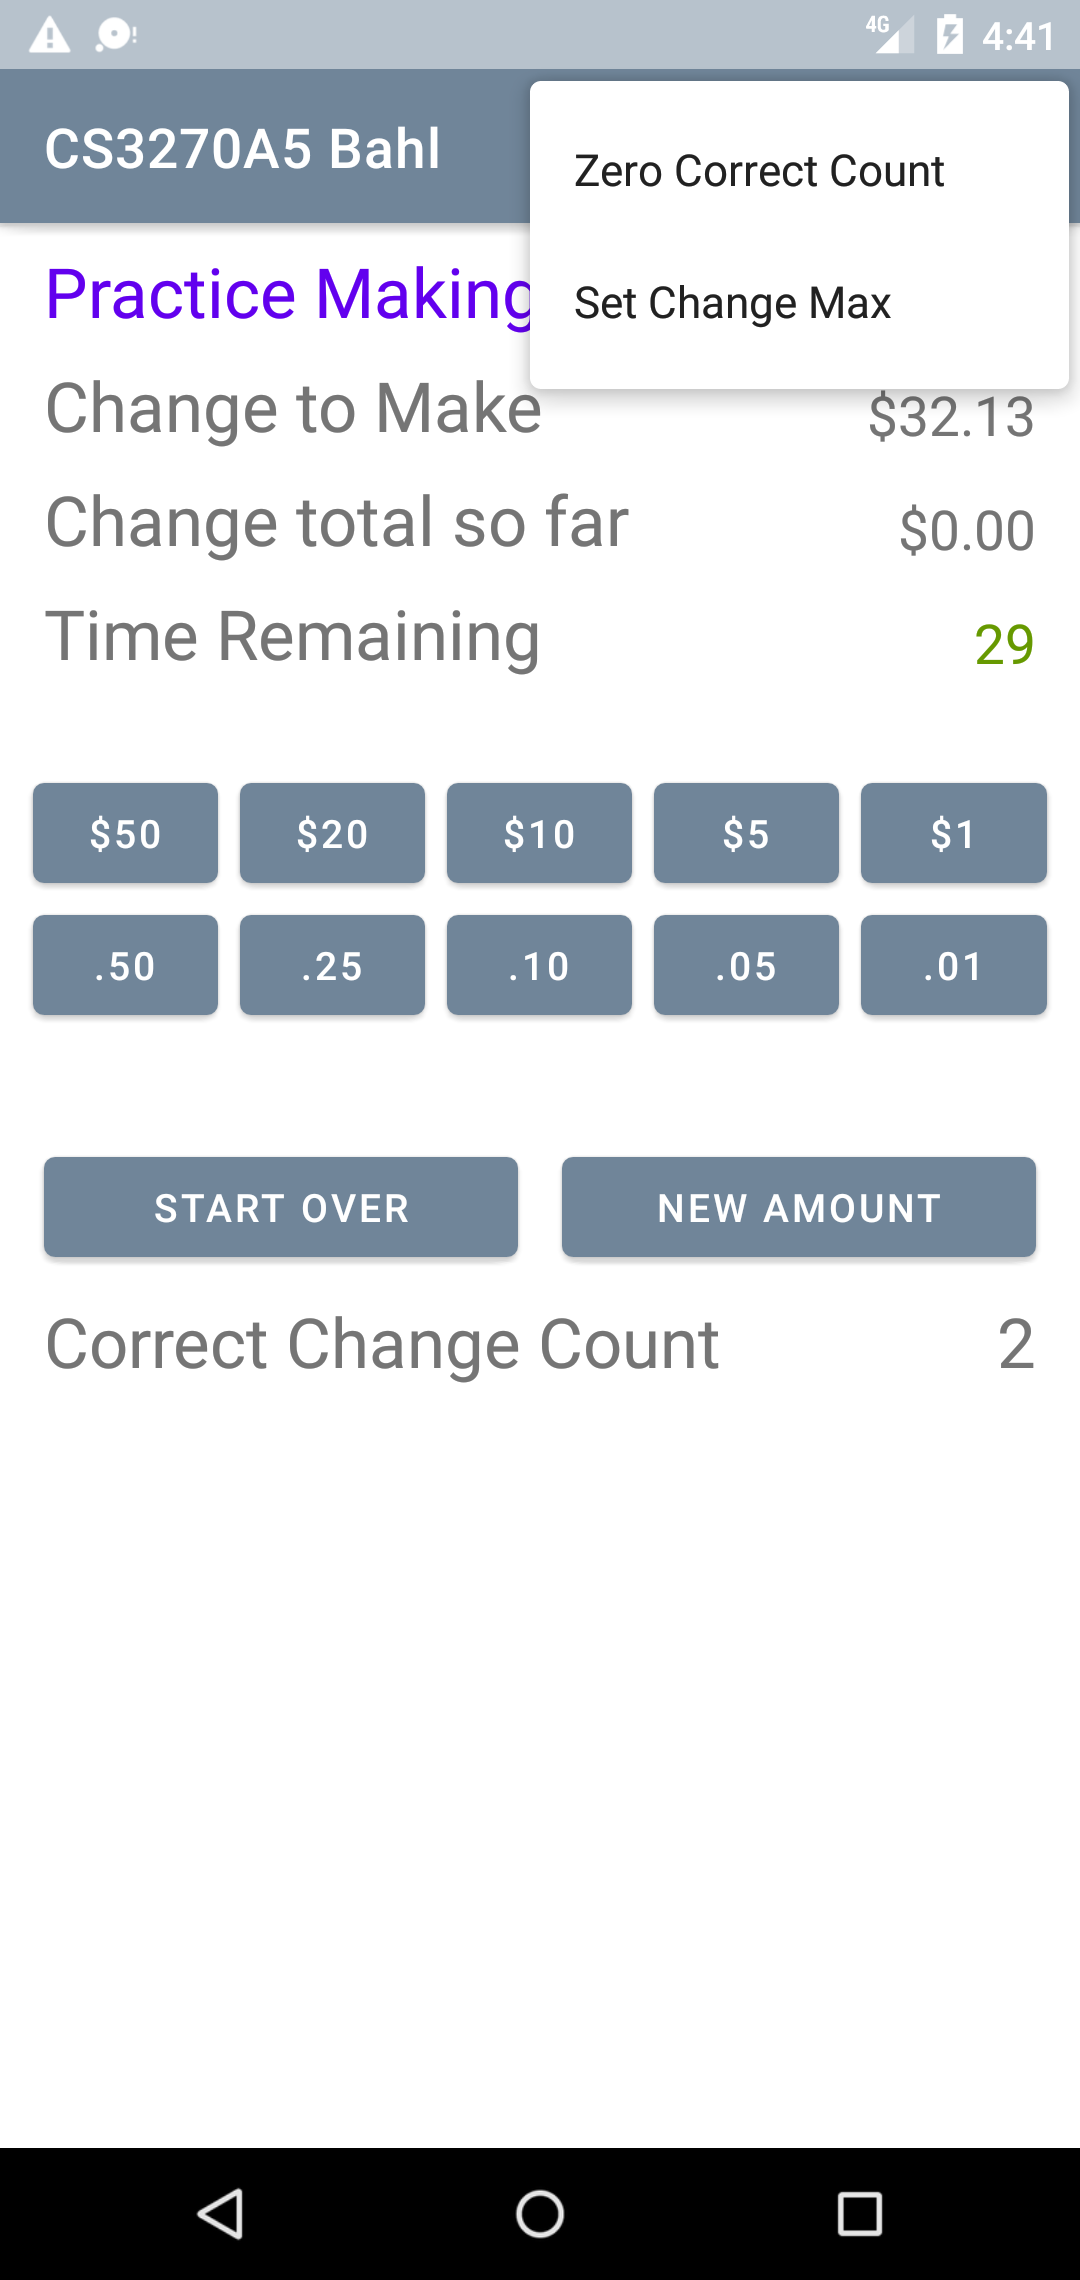 4G 4:41
CS3270A5 Bahl
Zero Correct Count
Practice Making
Set Change Max
Change to Make $32.13
Change total so far $0.00
Time Remaining 29
$50 $20 $10 $5 $1
.50 .25 .10 .05 .01
START OVER NEW AMOUNT
Correct Change Count 2